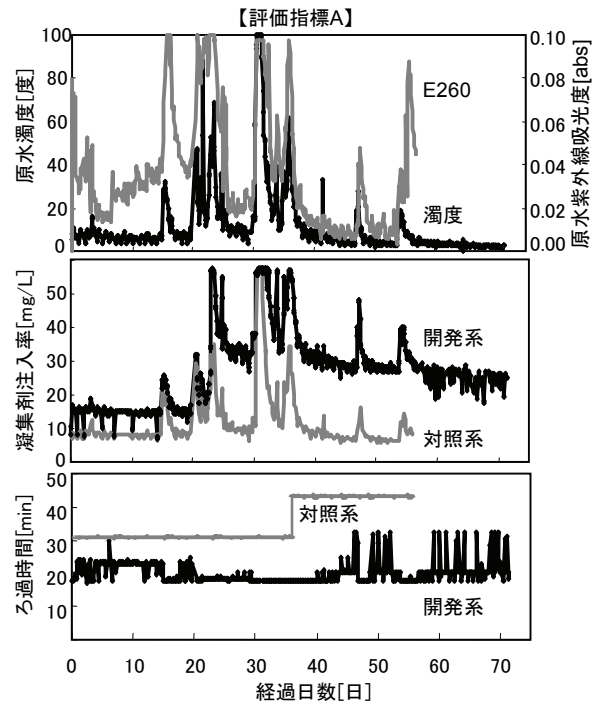 【評価指標A】
原水濁度[度]
100
80
60
40
20
0
E260
濁度
0.10
0.08
0.06
0.04
0.02
0.00
原水紫外線吸光度[abs]
凝集剤注入率[mg/L]
50
40
30
20
10
0
開発系
対照系
ろ過時間[min]
50
40
30
20
10
対照系
開発系
0 10 20 30 40 50 60 70
経過日数[日]